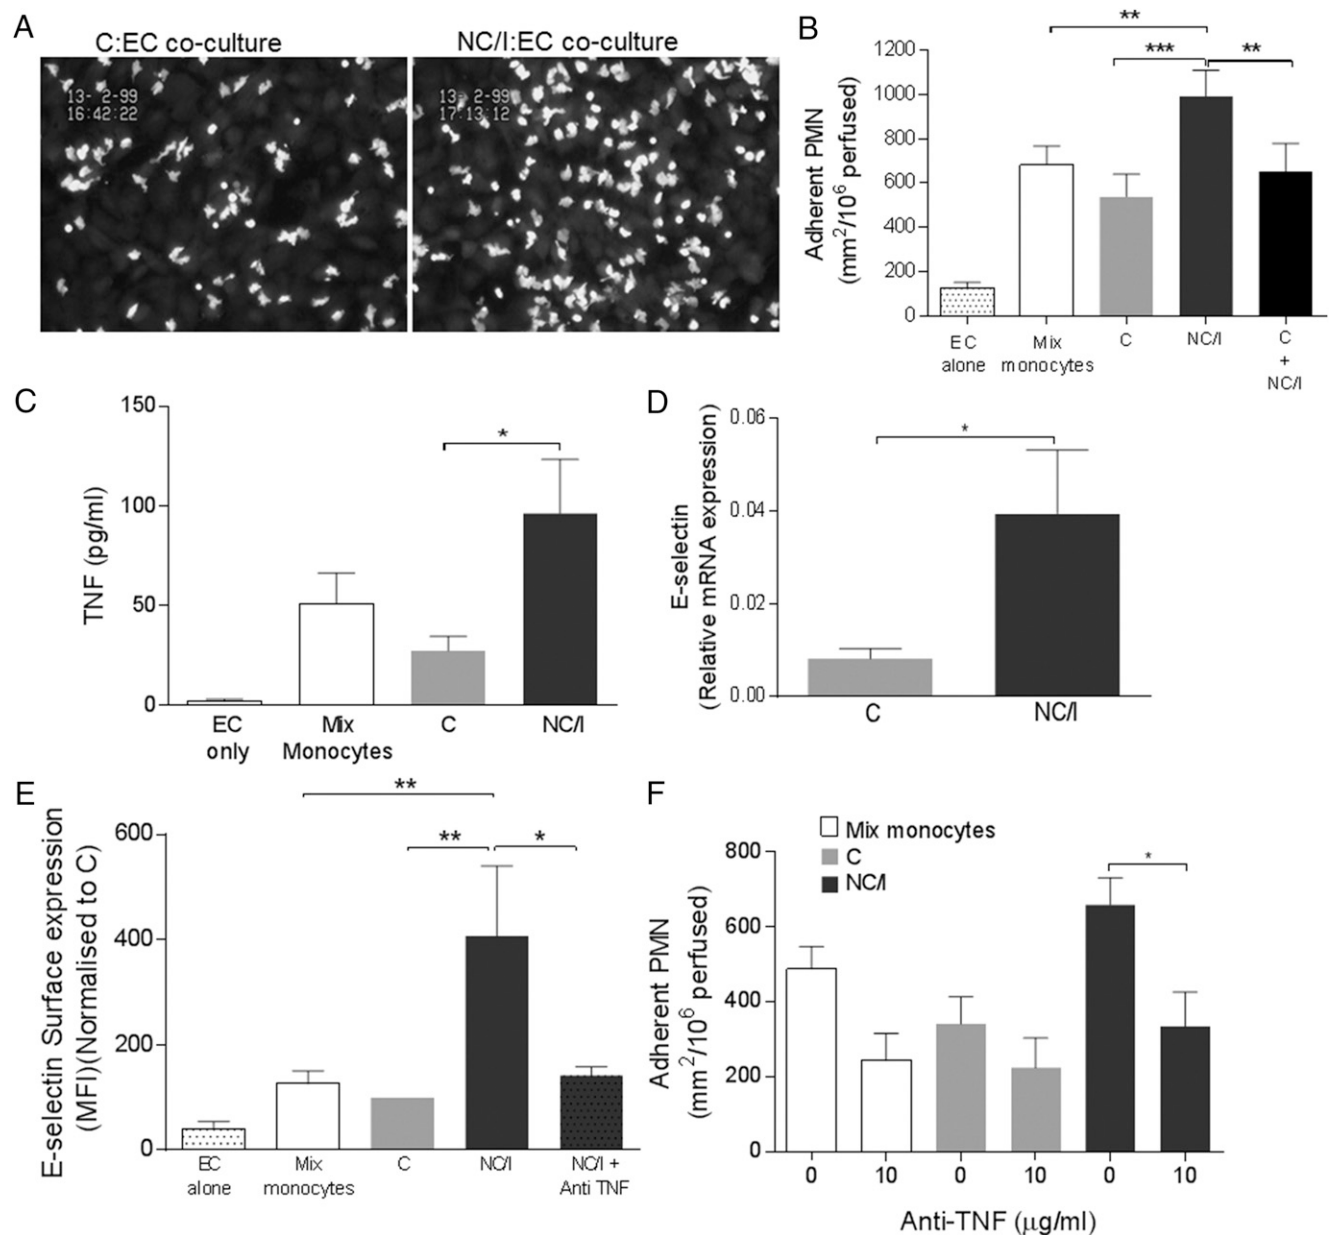 A
C:EC co-culture
NC/I:EC co-culture
13- 2-99
16:42:22
13- 2-99
17:13:12
B
**
***
**
Adherent PMN
(mm²/10⁶ perfused)
1200
1000
800
600
400
200
0
EC
alone
Mix
monocytes
C
NC/I
C
+
NC/I
C
TNF (pg/ml)
150
100
50
0
*
EC
only
Mix
Monocytes
C
NC/I
D
E-selectin
(Relative mRNA expression)
0.06
0.04
0.02
0.00
*
C
NC/I
E
E-selectin Surface expression
(MFI)(Normalised to C)
600
400
200
0
**
**
*
EC
alone
Mix
monocytes
C
NC/I
NC/I +
Anti TNF
F
Mix monocytes
C
NC/I
Adherent PMN
(mm²/10⁶ perfused)
800
600
400
200
0
*
0
10
0
10
0
10
Anti-TNF (µg/ml)